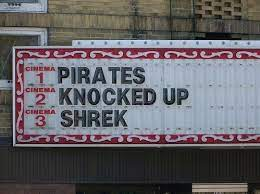 CINEMA 1 PIRATES
CINEMA 2 KNOCKED UP
CINEMA 3 SHREK